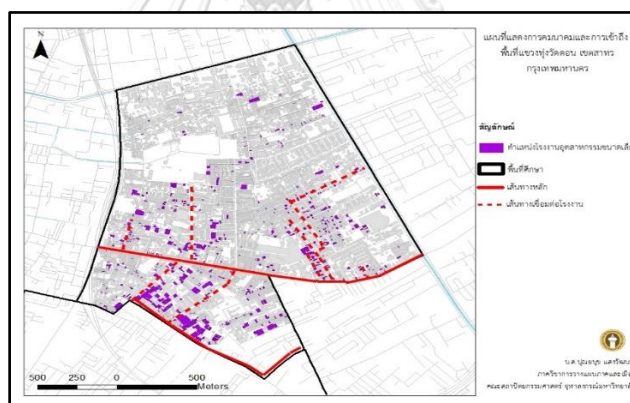 N
แผนที่แสดงการคมนาคมและการเข้าถึง
พื้นที่แขวงทุ่งวัดดอน เขตสาทร
กรุงเทพมหานคร
สัญลักษณ์
ตำแหน่งโรงงานอุตสาหกรรมขนาดเล็ก
พื้นที่ศึกษา
เส้นทางหลัก
เส้นทางเชื่อมต่อโรงงาน
500 250 0 500
Meters
น.ส.
ภาควิชาการวางแผนภาคและเมือง
คณะสถาปัตยกรรมศาสตร์ จุฬาลงกรณ์มหาวิทยาลัย